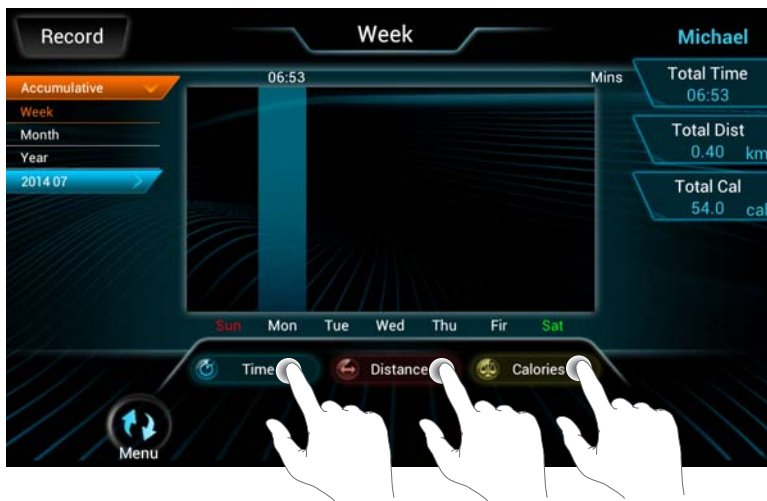 Record
Week
Michael
Accumulative
Week
Month
Year
2014 07
06:53
Mins
Total Time
06:53
Total Dist
0.40 km
Total Cal
54.0 cal
Sun Mon Tue Wed Thu Fir Sat
Time
Distance
Calories
Menu